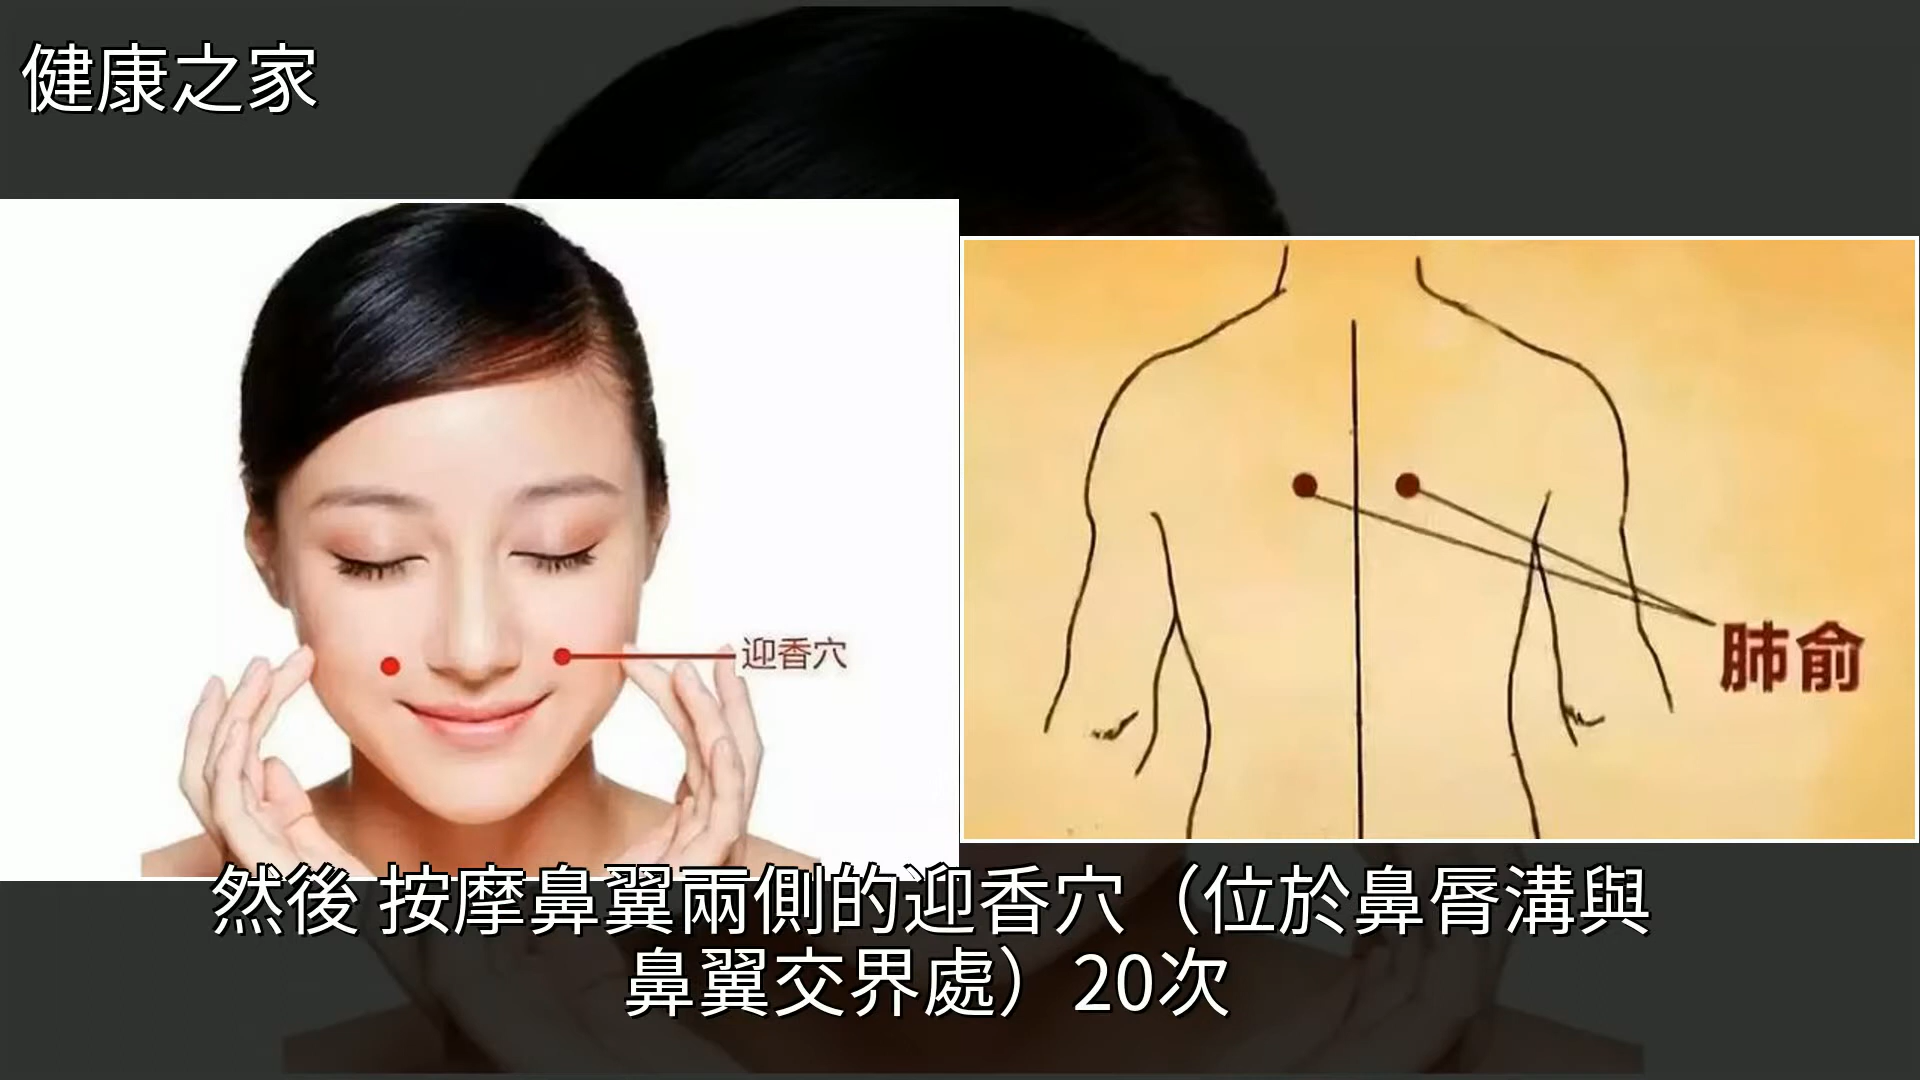 健康之家
迎香穴
肺俞
然後 按摩鼻翼兩側的迎香穴（位於鼻唇溝與
鼻翼交界處）20次